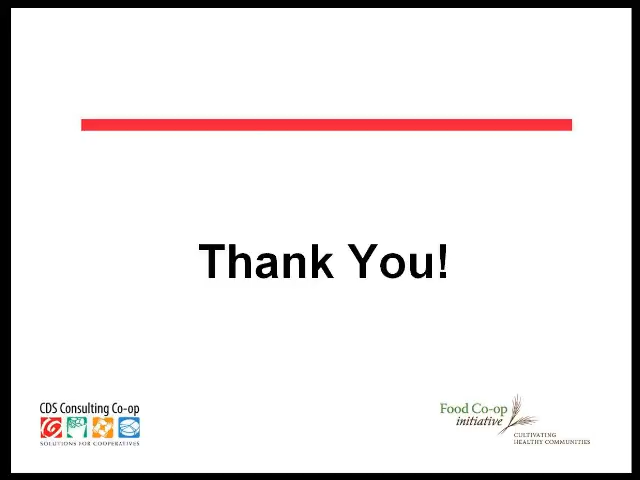 Thank You!
CDS Consulting Co-op
SOLUTIONS FOR COOPERATIVES
Food Co-op
initiative
CULTIVATING
HEALTHY COMMUNITIES